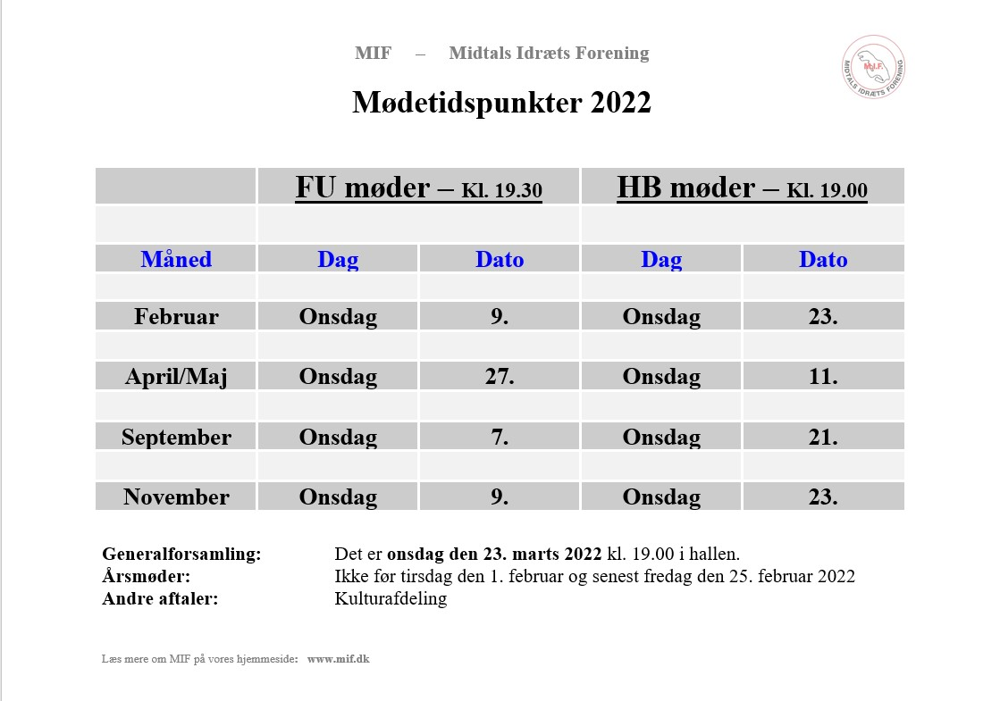 MIF – Midtals Idræts Forening
M.I.F.
MIDTALS IDRÆTS FORENING
Mødetidspunkter 2022
FU møder – Kl. 19.30 HB møder – Kl. 19.00
Måned Dag Dato Dag Dato
Februar Onsdag 9. Onsdag 23.
April/Maj Onsdag 27. Onsdag 11.
September Onsdag 7. Onsdag 21.
November Onsdag 9. Onsdag 23.
Generalforsamling: Det er onsdag den 23. marts 2022 kl. 19.00 i hallen.
Årsmøder: Ikke før tirsdag den 1. februar og senest fredag den 25. februar 2022
Andre aftaler: Kulturafdeling
Læs mere om MIF på vores hjemmeside: www.mif.dk